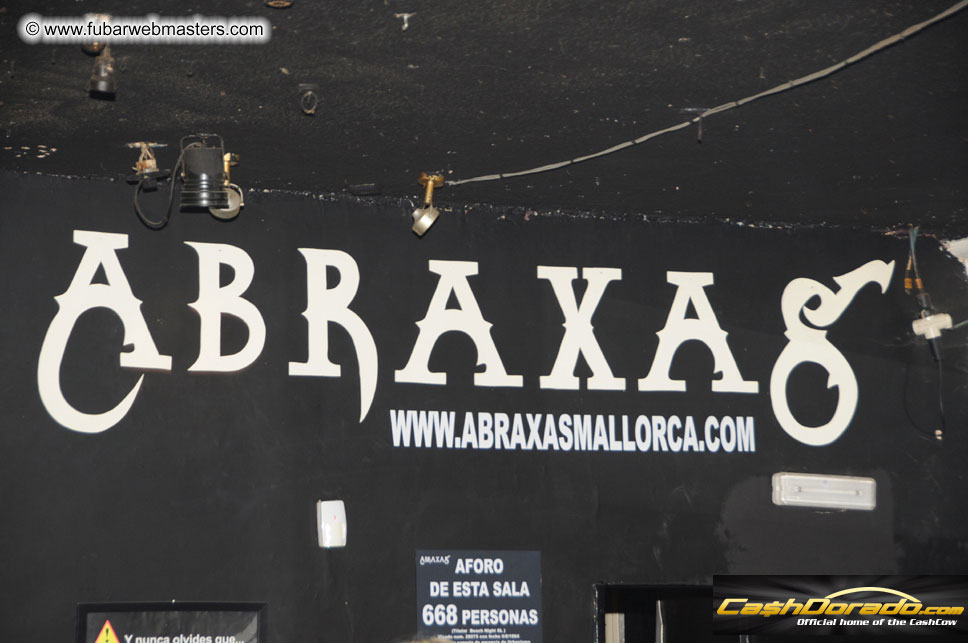 © www.fubarwebmasters.com
ABRAXAS
WWW.ABRAXASMALLORCA.COM
AFORO
DE ESTA SALA
668 PERSONAS
Y nunca olvides que...
CashDorado.com
Official home of the CashCow